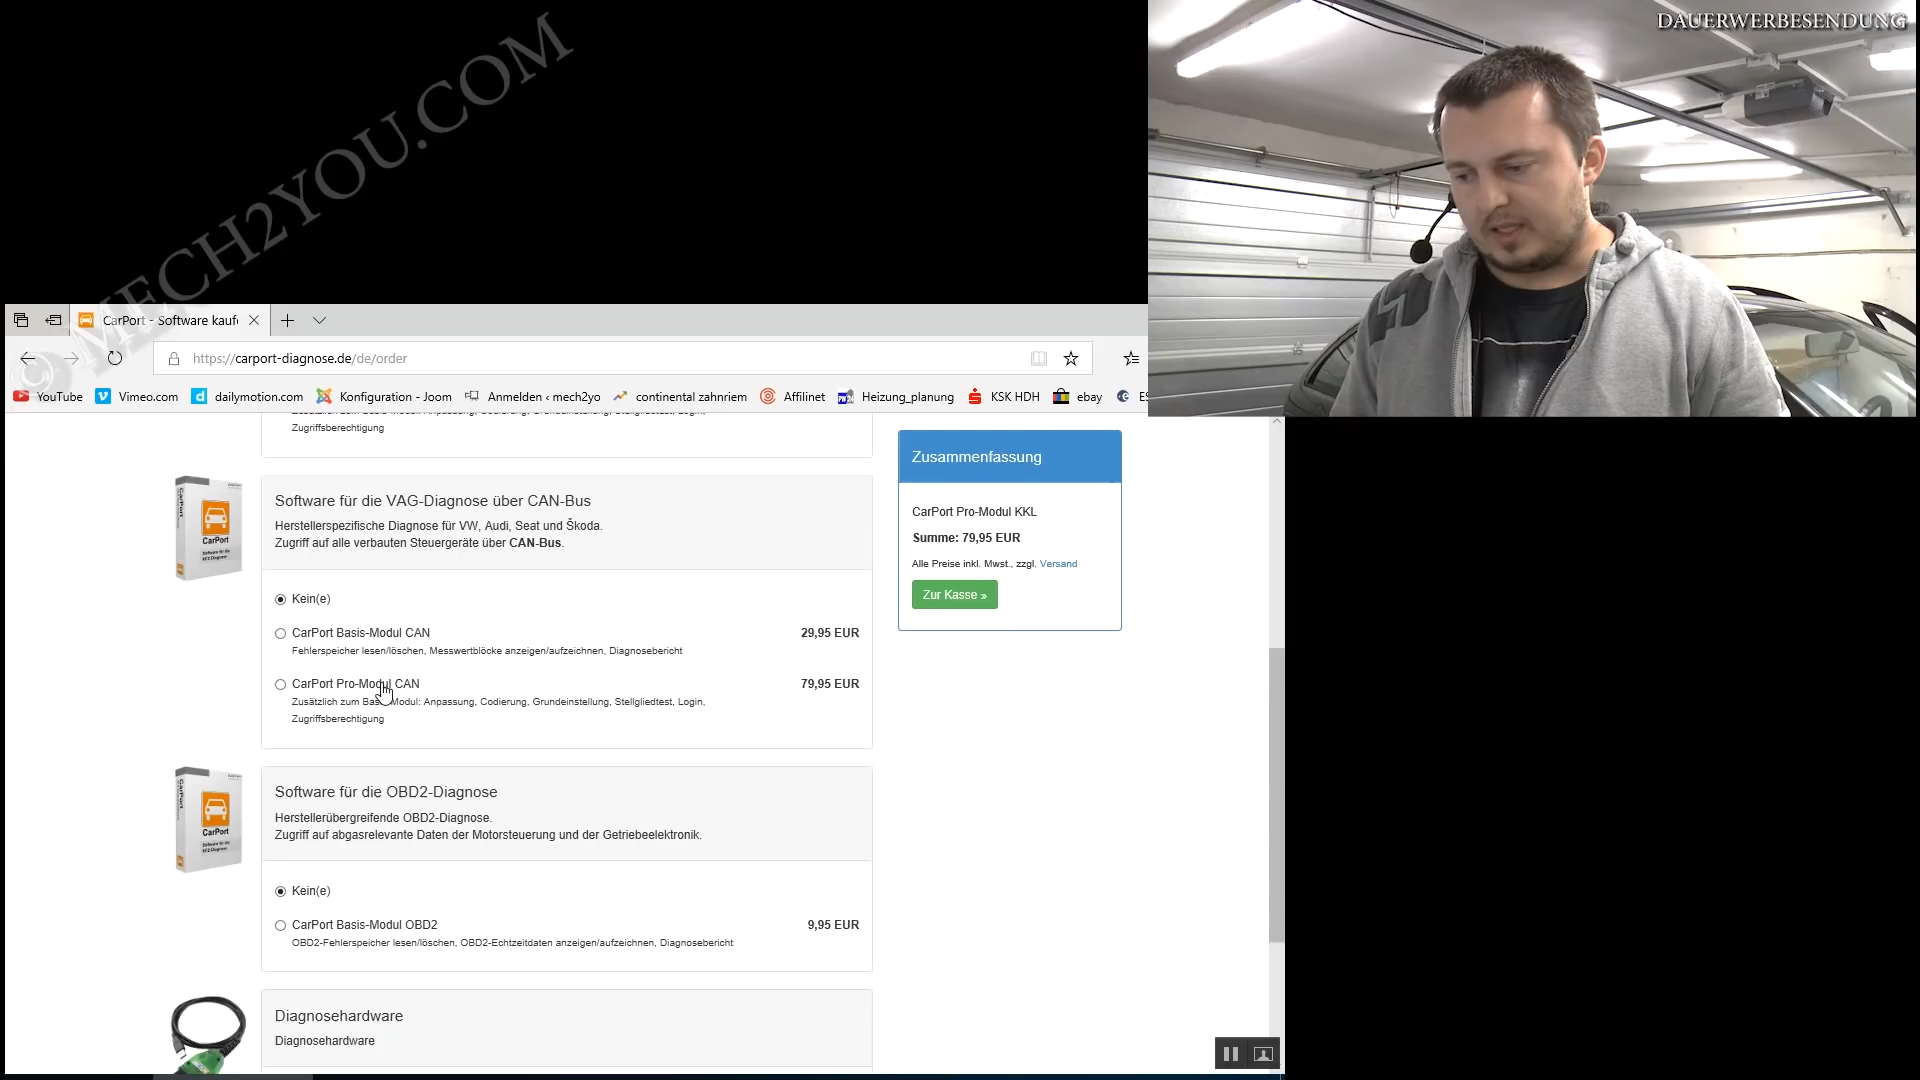 DAUERWERBESENDUNG
© MECH2YOU.COM
CarPort - Software kauf
https://carport-diagnose.de/de/order
YouTube
Vimeo.com
dailymotion.com
Konfiguration - Joom
Anmelden ‹ mech2yo
continental zahnriem
Affilinet
Heizung_planung
KSK HDH
ebay
Zugriffsberechtigung
CarPort
Software für die VAG-Diagnose über CAN-Bus
Herstellerspezifische Diagnose für VW, Audi, Seat und Škoda.
Zugriff auf alle verbauten Steuergeräte über CAN-Bus.
Kein(e)
CarPort Basis-Modul CAN 29,95 EUR
Fehlerspeicher lesen/löschen, Messwertblöcke anzeigen/aufzeichnen, Diagnosebericht
CarPort Pro-Modul CAN 79,95 EUR
Zusätzlich zum Basis-Modul: Anpassung, Codierung, Grundeinstellung, Stellgliedtest, Login,
Zugriffsberechtigung
CarPort
Software für die OBD2-Diagnose
Herstellerübergreifende OBD2-Diagnose.
Zugriff auf abgasrelevante Daten der Motorsteuerung und der Getriebeelektronik.
Kein(e)
CarPort Basis-Modul OBD2 9,95 EUR
OBD2-Fehlerspeicher lesen/löschen, OBD2-Echtzeitdaten anzeigen/aufzeichnen, Diagnosebericht
Diagnosehardware
Diagnosehardware
Zusammenfassung
CarPort Pro-Modul KKL
Summe: 79,95 EUR
Alle Preise inkl. Mwst., zzgl. Versand
Zur Kasse »